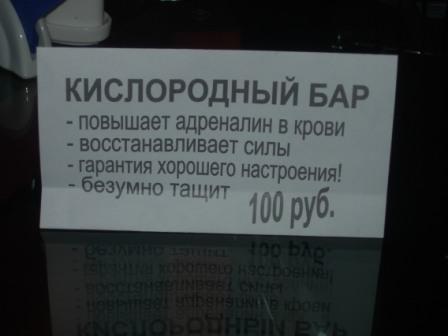 КИСЛОРОДНЫЙ БАР
- повышает адреналин в крови
- восстанавливает силы
- гарантия хорошего настроения!
- безумно тащит
100 руб.